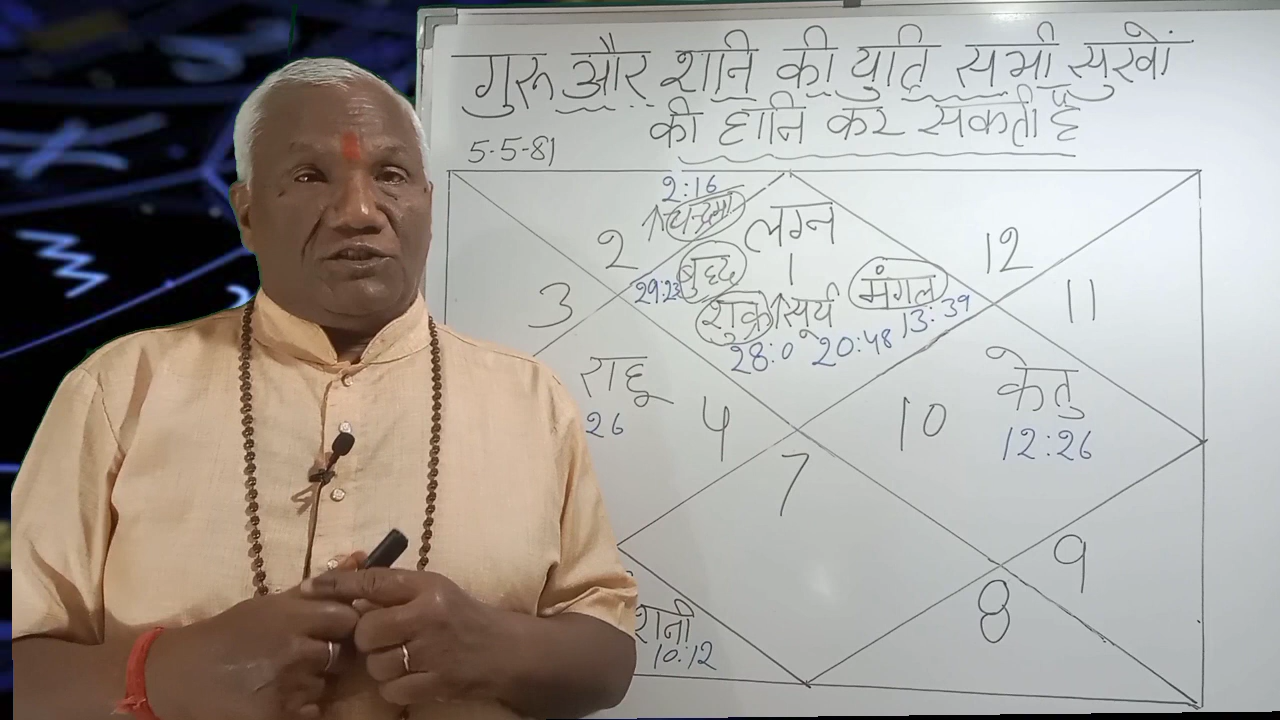 गुरू और शनि की युति सभी सुखों
की हानि कर सकती है
5-5-81
2:16
↑चन्द्रमा
लग्न
2
12
बुद्ध
1
29:23
मंगल
3
11
शुक्र
↑सूर्य
13:39
28:0
20:48
राहू
केतु
26
4
10
12:26
7
9
8
शनी
10:12